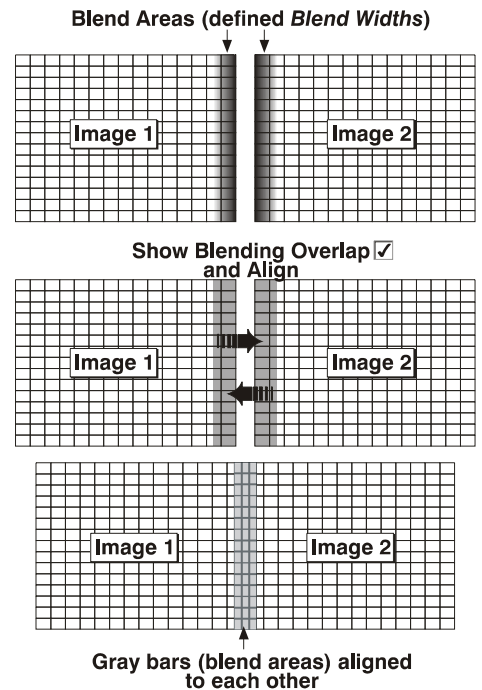 Blend Areas (defined Blend Widths)
Image 1
Image 2
Show Blending Overlap ☑
and Align
Image 1
Image 2
Image 1
Image 2
Gray bars (blend areas) aligned
to each other